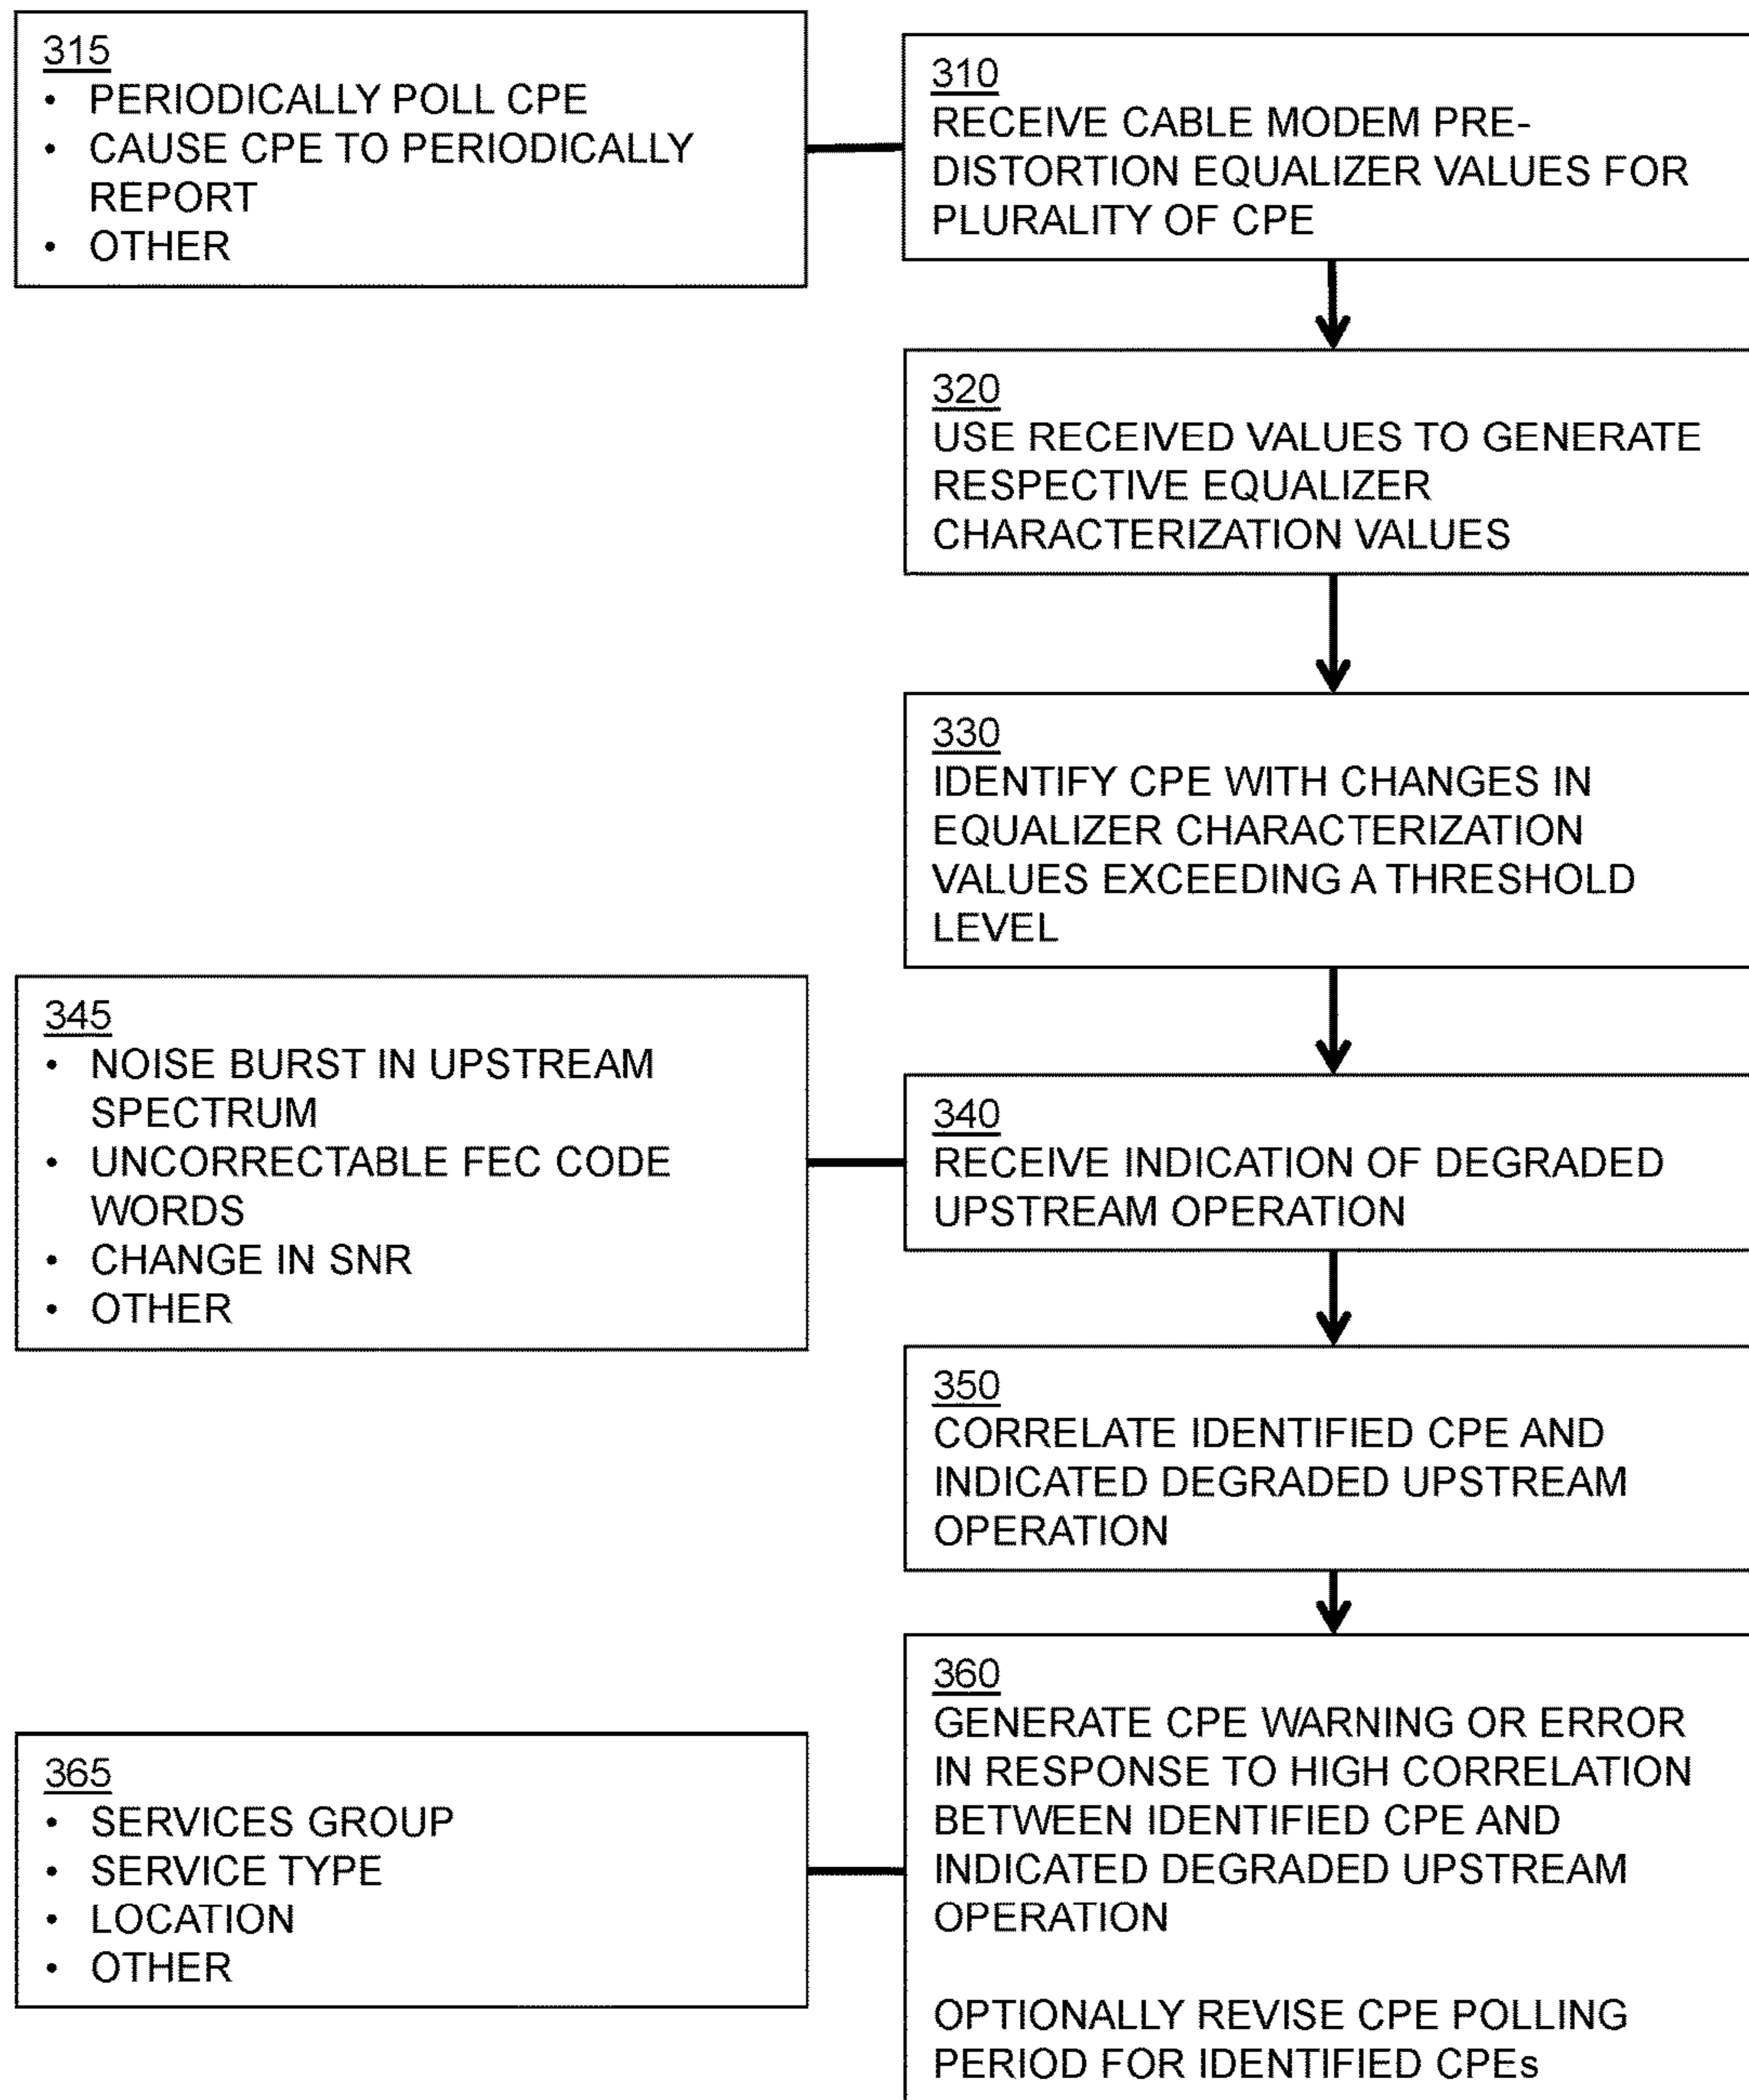 315
• PERIODICALLY POLL CPE
• CAUSE CPE TO PERIODICALLY
REPORT
• OTHER
310
RECEIVE CABLE MODEM PRE-
DISTORTION EQUALIZER VALUES FOR
PLURALITY OF CPE
320
USE RECEIVED VALUES TO GENERATE
RESPECTIVE EQUALIZER
CHARACTERIZATION VALUES
330
IDENTIFY CPE WITH CHANGES IN
EQUALIZER CHARACTERIZATION
VALUES EXCEEDING A THRESHOLD
LEVEL
345
• NOISE BURST IN UPSTREAM
SPECTRUM
• UNCORRECTABLE FEC CODE
WORDS
• CHANGE IN SNR
• OTHER
340
RECEIVE INDICATION OF DEGRADED
UPSTREAM OPERATION
350
CORRELATE IDENTIFIED CPE AND
INDICATED DEGRADED UPSTREAM
OPERATION
365
• SERVICES GROUP
• SERVICE TYPE
• LOCATION
• OTHER
360
GENERATE CPE WARNING OR ERROR
IN RESPONSE TO HIGH CORRELATION
BETWEEN IDENTIFIED CPE AND
INDICATED DEGRADED UPSTREAM
OPERATION
OPTIONALLY REVISE CPE POLLING
PERIOD FOR IDENTIFIED CPEs